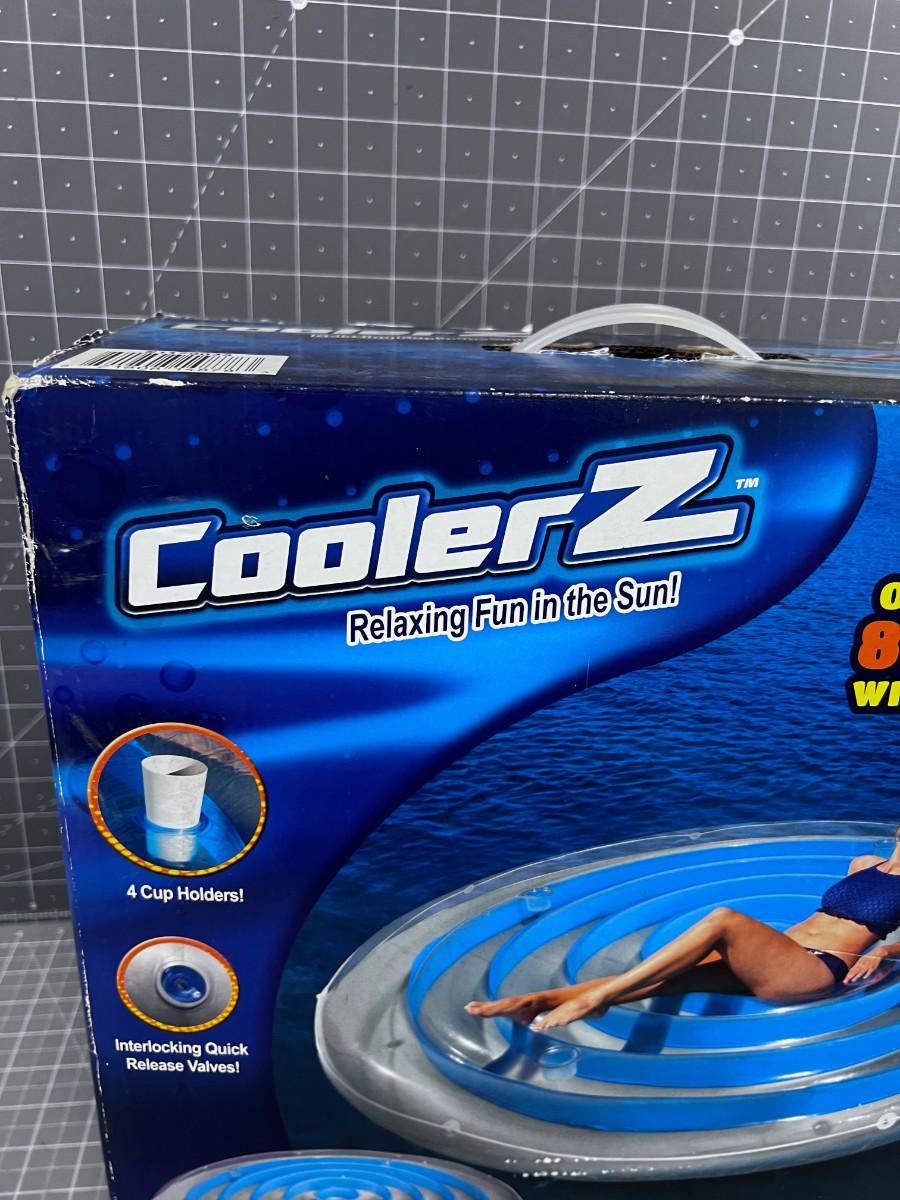 CoolerZ™
Relaxing Fun in the Sun!
4 Cup Holders!
Interlocking Quick
Release Valves!